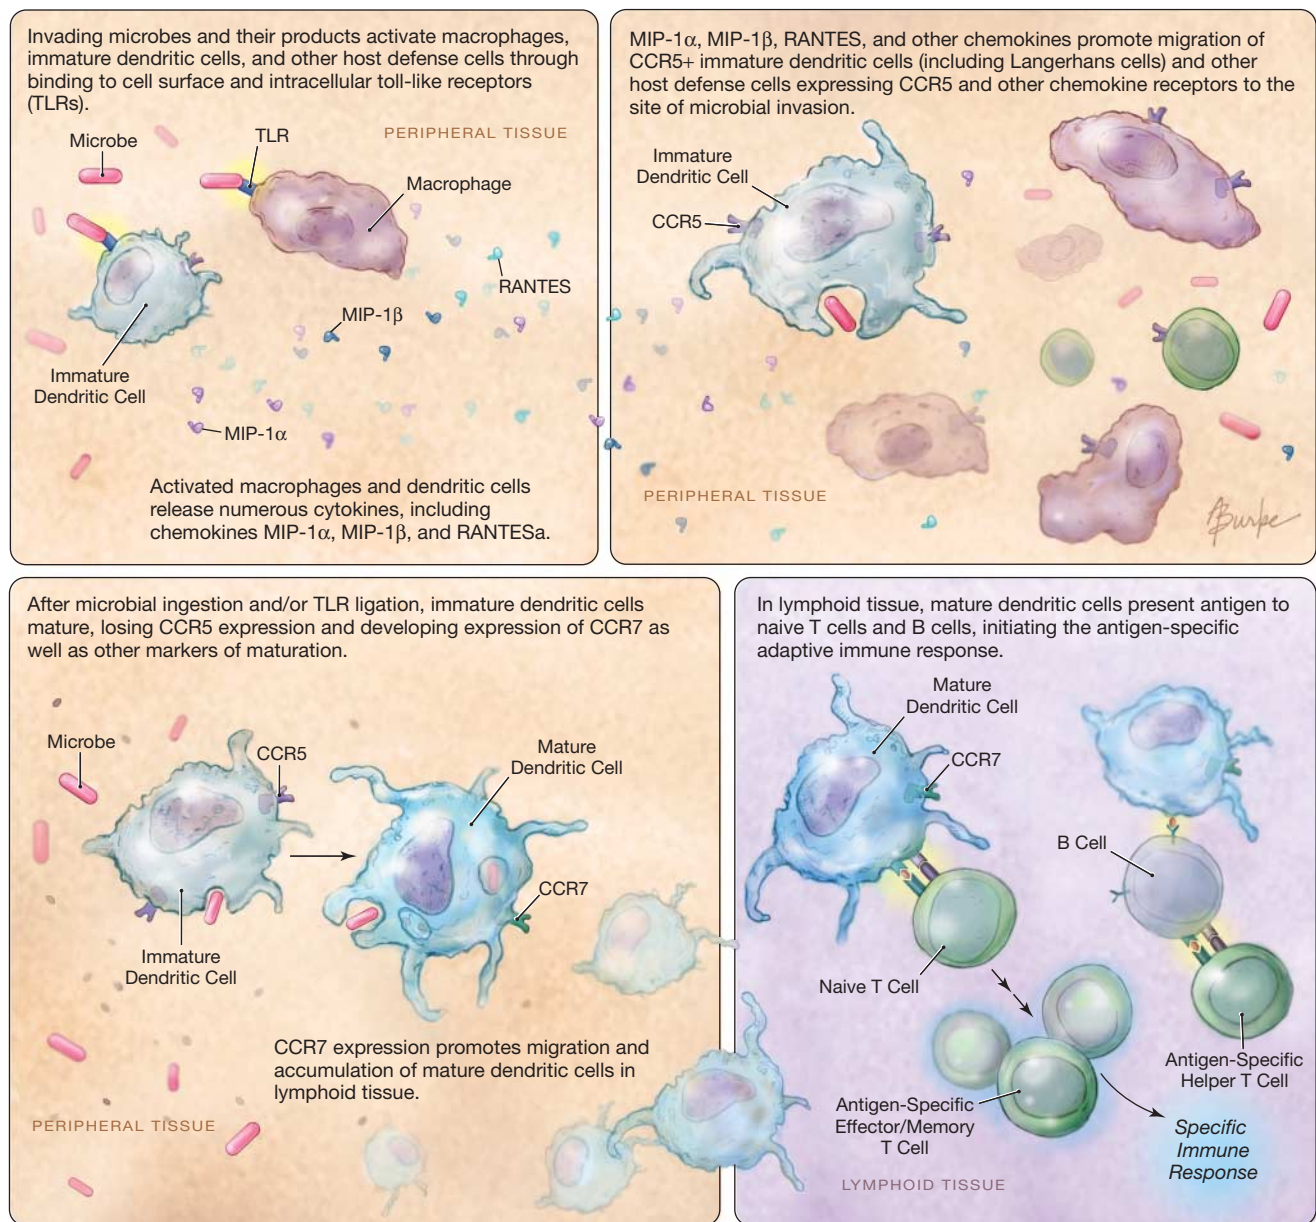 Invading microbes and their products activate macrophages,
immature dendritic cells, and other host defense cells through
binding to cell surface and intracellular toll-like receptors
(TLRs).
PERIPHERAL TISSUE
TLR
Microbe
Macrophage
RANTES
MIP-1β
Immature
Dendritic Cell
MIP-1α
Activated macrophages and dendritic cells
release numerous cytokines, including
chemokines MIP-1α, MIP-1β, and RANTESa.
MIP-1α, MIP-1β, RANTES, and other chemokines promote migration of
CCR5+ immature dendritic cells (including Langerhans cells) and other
host defense cells expressing CCR5 and other chemokine receptors to the
site of microbial invasion.
Immature
Dendritic Cell
CCR5
PERIPHERAL TISSUE
ABurke
After microbial ingestion and/or TLR ligation, immature dendritic cells
mature, losing CCR5 expression and developing expression of CCR7 as
well as other markers of maturation.
Microbe
CCR5
Mature
Dendritic Cell
CCR7
Immature
Dendritic Cell
CCR7 expression promotes migration and
accumulation of mature dendritic cells in
lymphoid tissue.
PERIPHERAL TISSUE
In lymphoid tissue, mature dendritic cells present antigen to
naive T cells and B cells, initiating the antigen-specific
adaptive immune response.
Mature
Dendritic Cell
CCR7
B Cell
Naive T Cell
Antigen-Specific
Helper T Cell
Antigen-Specific
Effector/Memory
T Cell
Specific
Immune
Response
LYMPHOID TISSUE